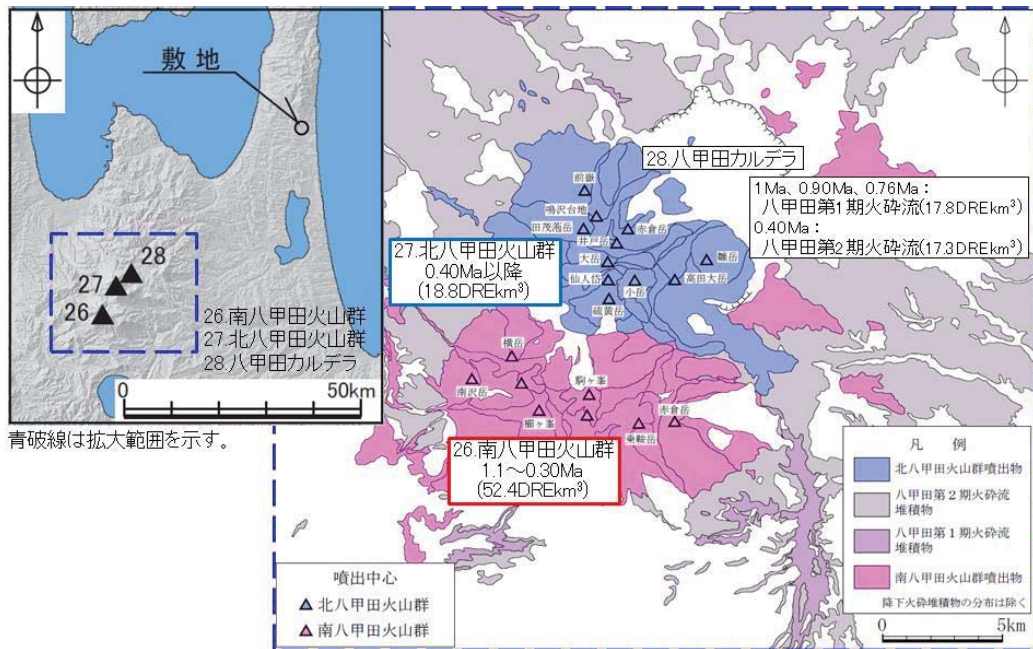 敷地
28
27
26
26.南八甲田火山群
27.北八甲田火山群
28.八甲田カルデラ
0 50km
青破線は拡大範囲を示す。
28.八甲田カルデラ
1Ma、0.90Ma、0.76Ma：
八甲田第1期火砕流(17.8DREkm³)
0.40Ma：
八甲田第2期火砕流(17.3DREkm³)
前嶽
鳴沢台地
田茂萢岳
赤倉岳
井戸岳
大岳
雛岳
仙人岱
小岳
高田大岳
硫黄岳
27.北八甲田火山群
0.40Ma以降
(18.8DREkm³)
横岳
南沢岳
駒ヶ峯
櫛ヶ峯
赤倉岳
乗鞍岳
26.南八甲田火山群
1.1～0.30Ma
(52.4DREkm³)
噴出中心
北八甲田火山群
南八甲田火山群
凡 例
北八甲田火山群噴出物
八甲田第２期火砕流
堆積物
八甲田第１期火砕流
堆積物
南八甲田火山群噴出物
降下火砕堆積物の分布は除く
0 5km